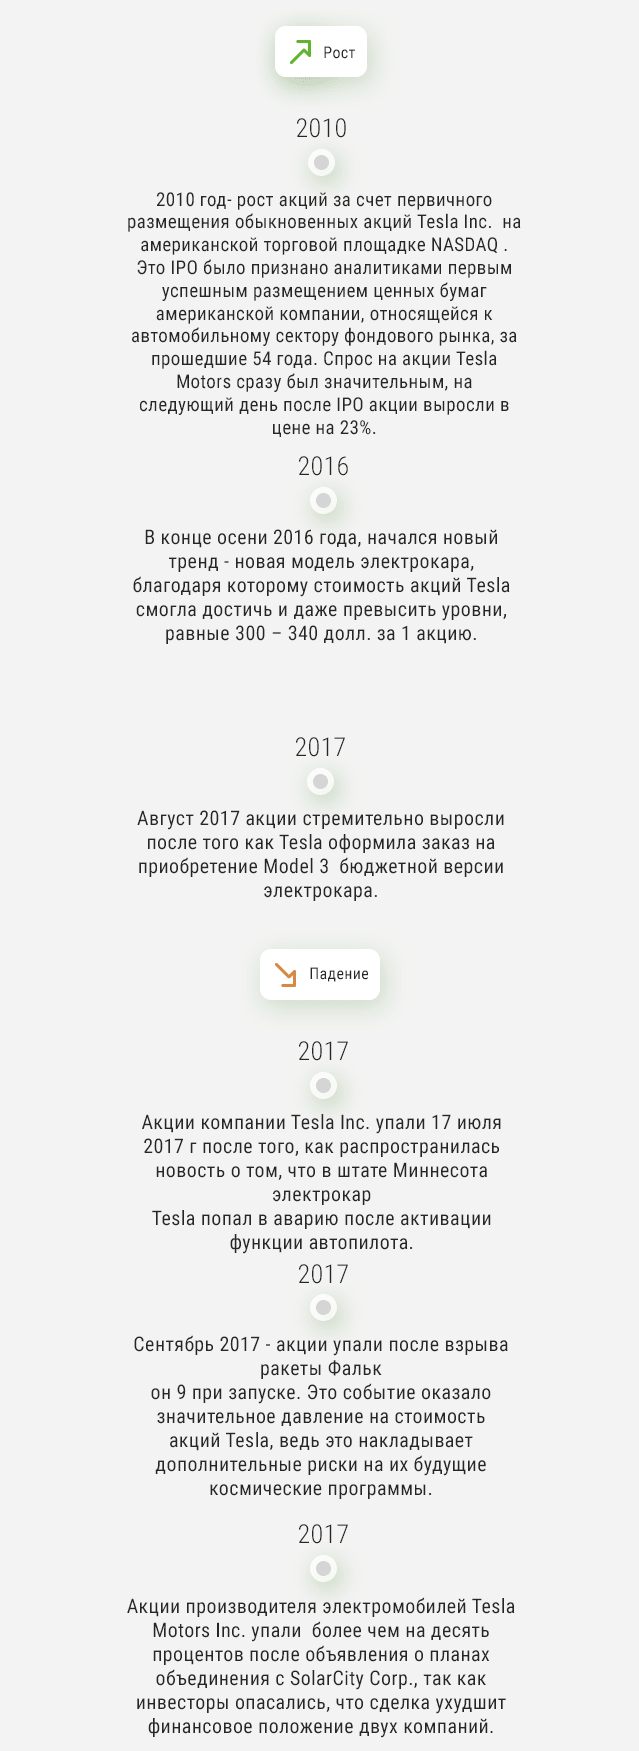 Рост
2010
2010 год- рост акций за счет первичного
размещения обыкновенных акций Tesla Inc.  на
американской торговой площадке NASDAQ .
Это IPO было признано аналитиками первым
успешным размещением ценных бумаг
американской компании, относящейся к
автомобильному сектору фондового рынка, за
прошедшие 54 года. Спрос на акции Tesla
Motors сразу был значительным, на
следующий день после IPO акции выросли в
цене на 23%.
2016
В конце осени 2016 года, начался новый
тренд - новая модель электрокара,
благодаря которому стоимость акций Tesla
смогла достичь и даже превысить уровни,
равные 300 – 340 долл. за 1 акцию.
2017
Август 2017 акции стремительно выросли
после того как Tesla оформила заказ на
приобретение Model 3  бюджетной версии
электрокара.
Падение
2017
Акции компании Tesla Inc. упали 17 июля
2017 г после того, как распространилась
новость о том, что в штате Миннесота
электрокар
Tesla попал в аварию после активации
функции автопилота.
2017
Сентябрь 2017 - акции упали после взрыва
ракеты Фальк
он 9 при запуске. Это событие оказало
значительное давление на стоимость
акций Tesla, ведь это накладывает
дополнительные риски на их будущие
космические программы.
2017
Акции производителя электромобилей Tesla
Motors Inc. упали  более чем на десять
процентов после объявления о планах
объединения с SolarCity Corp., так как
инвесторы опасались, что сделка ухудшит
финансовое положение двух компаний.